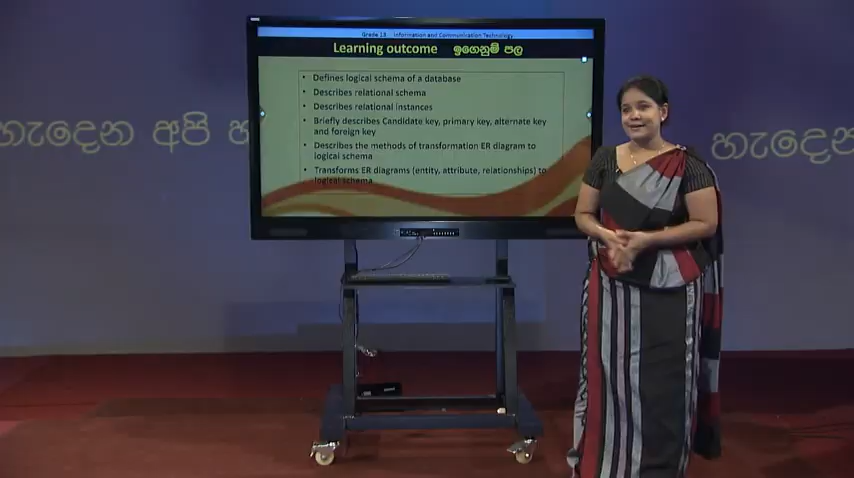 Grade 13 Information and Communication Technology
Learning outcome ඉගෙනුම් පල
• Defines logical schema of a database
• Describes relational schema
• Describes relational instances
• Briefly describes Candidate key, primary key, alternate key
and foreign key
• Describes the methods of transformation ER diagram to
logical schema
• Transforms ER diagrams (entity, attribute, relationships) to
logical schema
හැදෙන අපි හ
හැදෙන